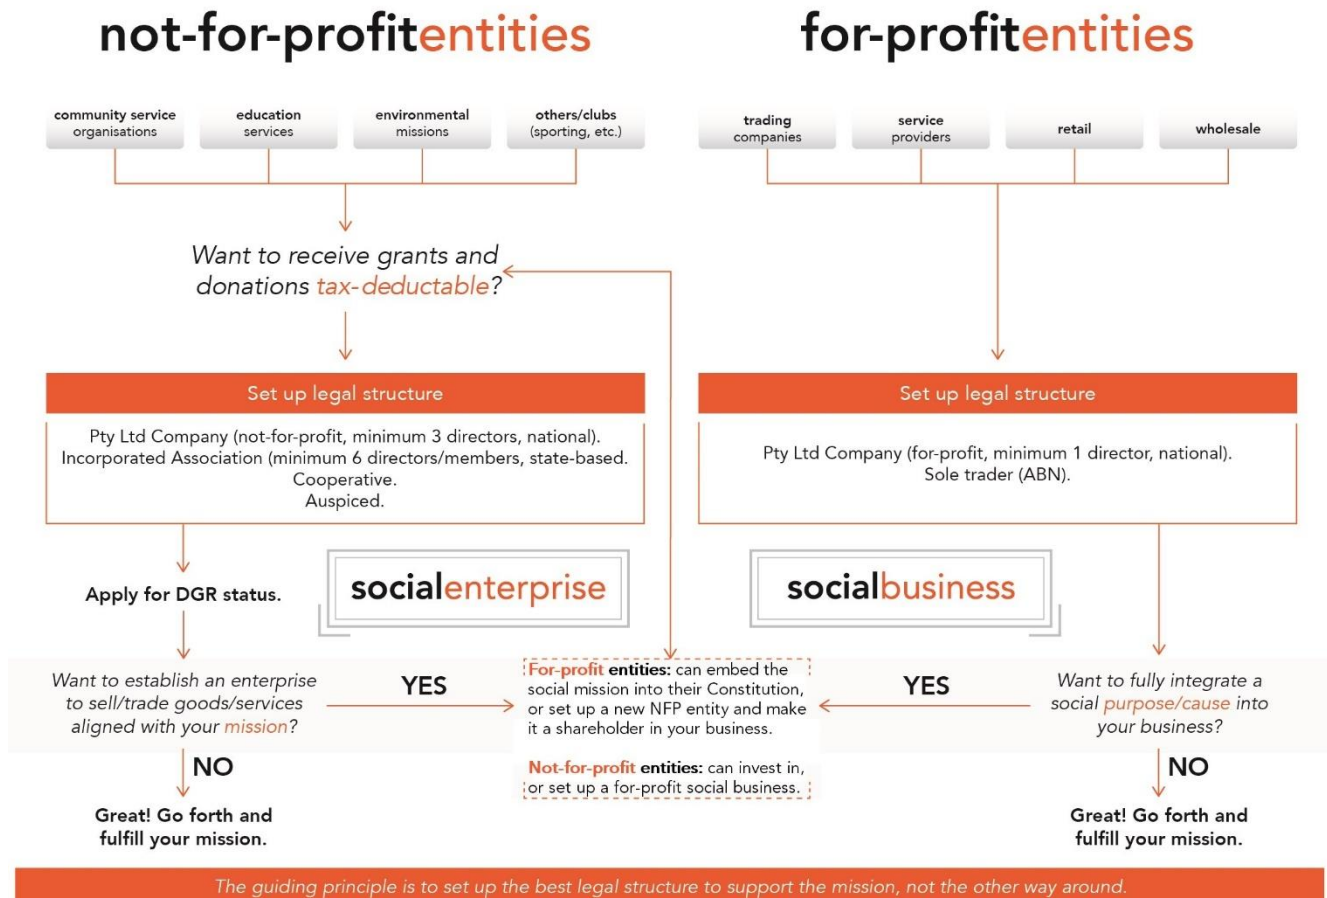 not-for-profitentities
for-profitentities
community service
organisations
education
services
environmental
missions
others/clubs
(sporting, etc.)
trading
companies
service
providers
retail
wholesale
Want to receive grants and
donations tax-deductable?
Set up legal structure
Pty Ltd Company (not-for-profit, minimum 3 directors, national).
Incorporated Association (minimum 6 directors/members, state-based.
Cooperative.
Auspiced.
Set up legal structure
Pty Ltd Company (for-profit, minimum 1 director, national).
Sole trader (ABN).
Apply for DGR status.
socialenterprise
socialbusiness
Want to establish an enterprise
to sell/trade goods/services
aligned with your mission?
YES
For-profit entities: can embed the
social mission into their Constitution,
or set up a new NFP entity and make
it a shareholder in your business.
Not-for-profit entities: can invest in,
or set up a for-profit social business.
YES
Want to fully integrate a
social purpose/cause into
your business?
NO
Great! Go forth and
fulfill your mission.
NO
Great! Go forth and
fulfill your mission.
The guiding principle is to set up the best legal structure to support the mission, not the other way around.